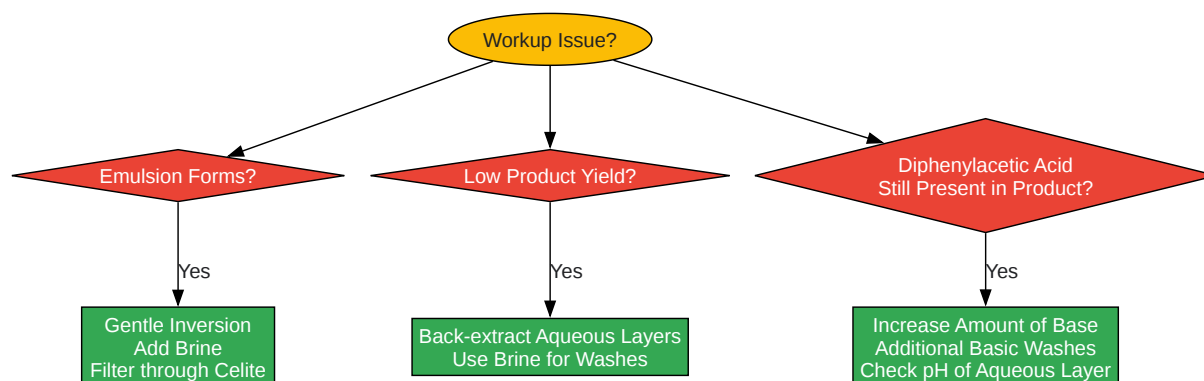 Workup Issue?
Emulsion Forms?
Low Product Yield?
Diphenylacetic Acid
Still Present in Product?
Yes
Yes
Yes
Gentle Inversion
Add Brine
Filter through Celite
Back-extract Aqueous Layers
Use Brine for Washes
Increase Amount of Base
Additional Basic Washes
Check pH of Aqueous Layer